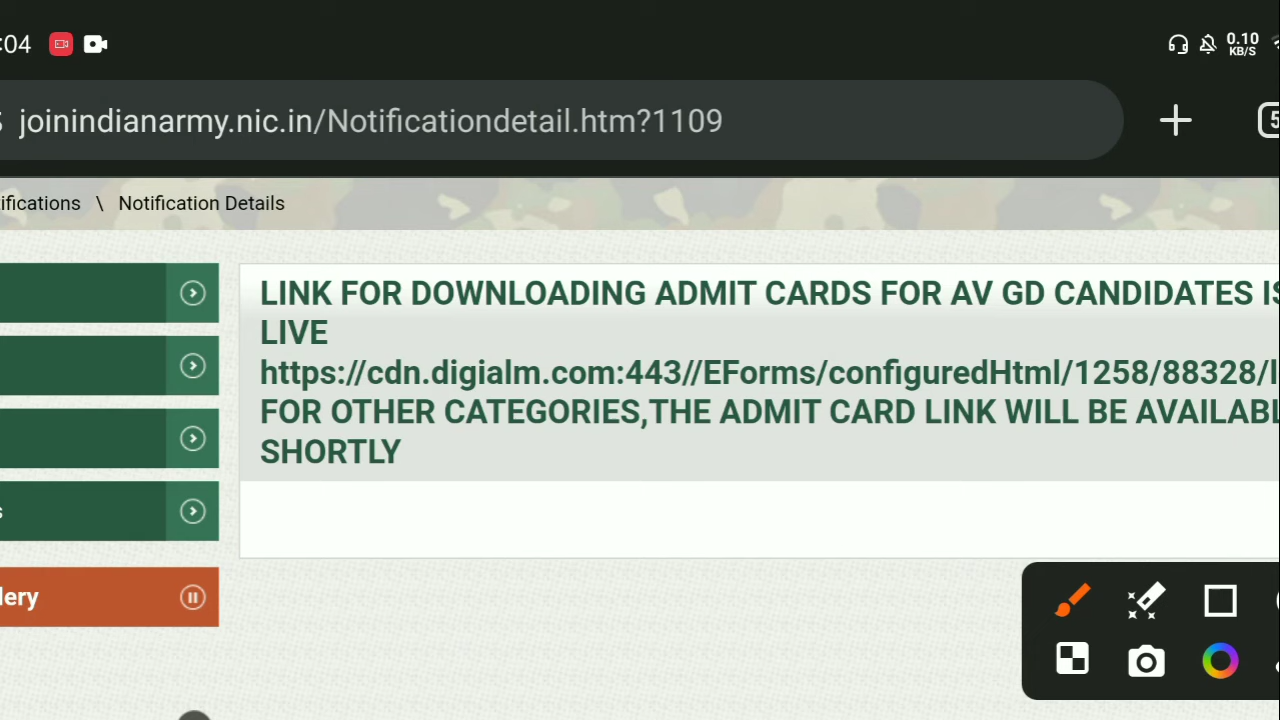 :04
0.10
KB/S
joinindianarmy.nic.in/Notificationdetail.htm?1109
5
ifications \ Notification Details
LINK FOR DOWNLOADING ADMIT CARDS FOR AV GD CANDIDATES IS
LIVE
https://cdn.digialm.com:443//EForms/configuredHtml/1258/88328/l
FOR OTHER CATEGORIES,THE ADMIT CARD LINK WILL BE AVAILABL
SHORTLY
s
lery